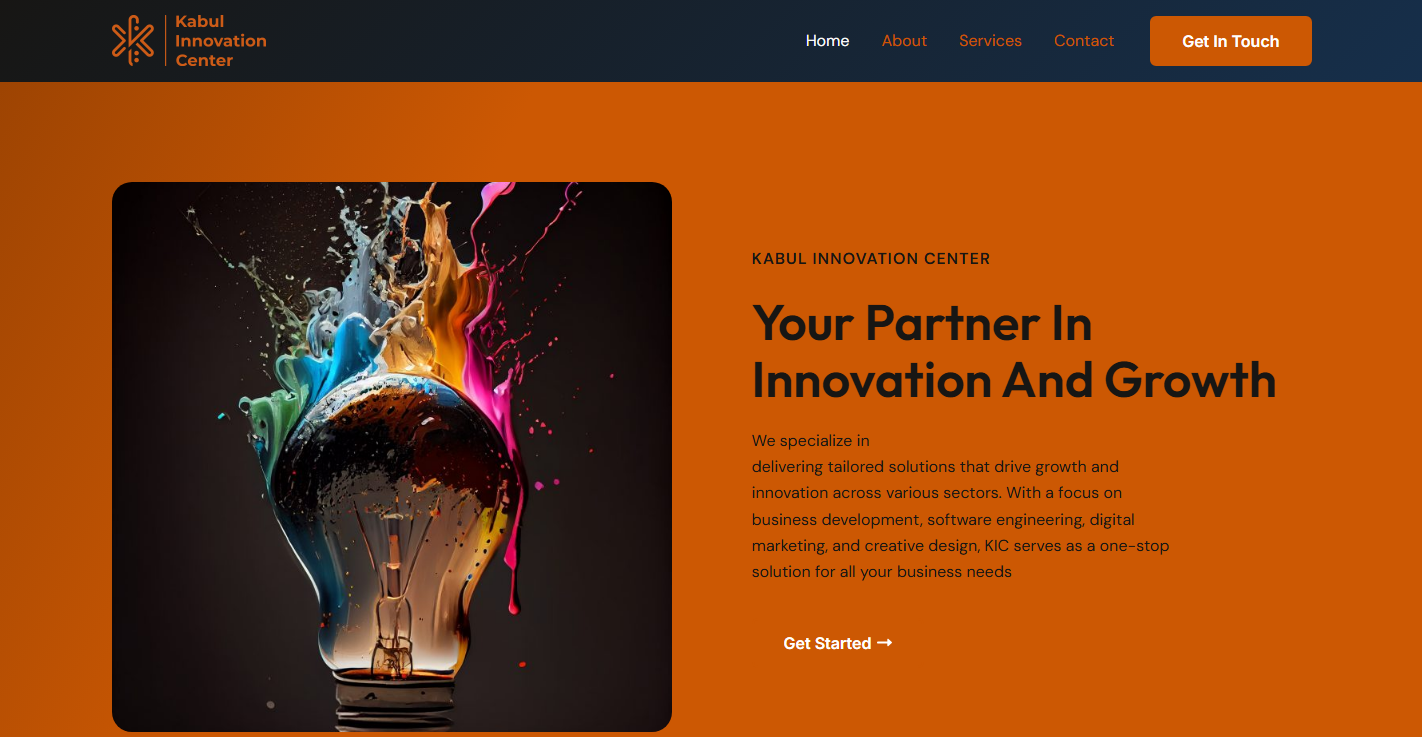 Kabul
Innovation
Center
Home About Services Contact Get In Touch
KABUL INNOVATION CENTER
Your Partner In
Innovation And Growth
We specialize in
delivering tailored solutions that drive growth and
innovation across various sectors. With a focus on
business development, software engineering, digital
marketing, and creative design, KIC serves as a one-stop
solution for all your business needs
Get Started →